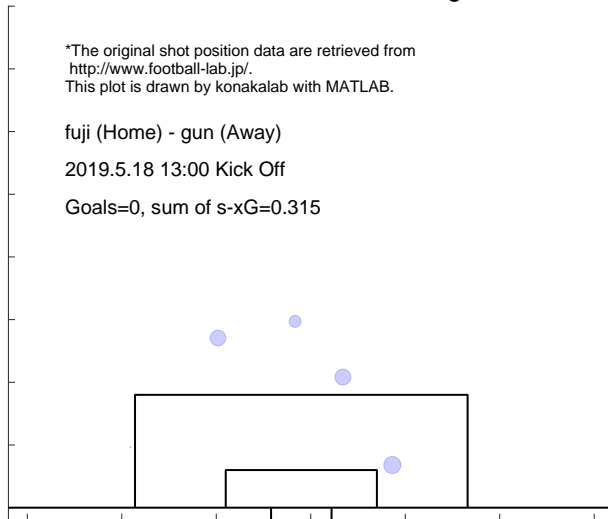 *The original shot position data are retrieved from
http://www.football-lab.jp/.
This plot is drawn by konakalab with MATLAB.
fuji (Home) - gun (Away)
2019.5.18 13:00 Kick Off
Goals=0, sum of s-xG=0.315